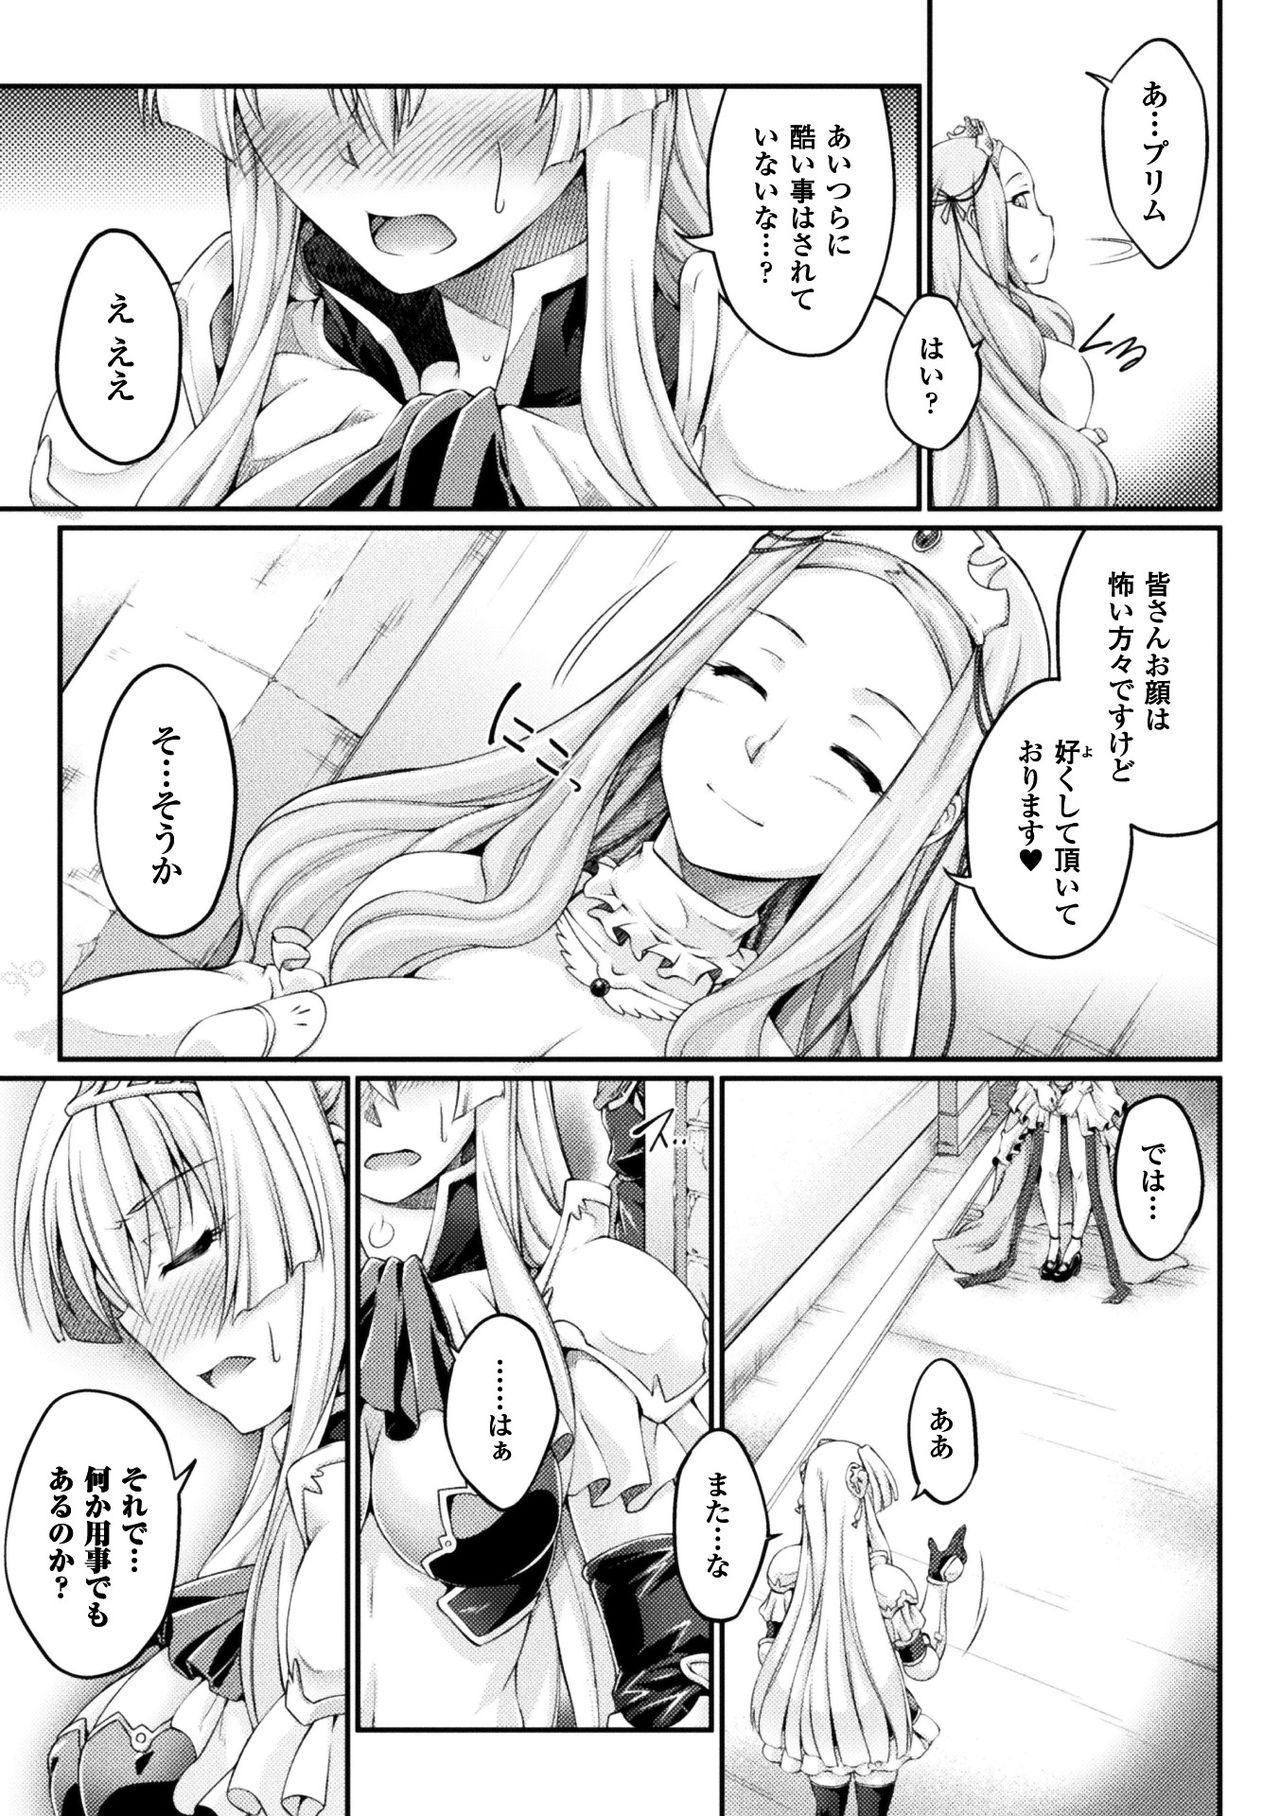 あ…プリム
はい？
あいつらに
酷い事はされて
いないな…？
え ええ
皆さんお顔は
怖い方々ですけど
好くして頂いて
よ
おります♥
そ…そうか
では…
ああ
また…な
ス…
……はぁ
それで…
何か用事でも
あるのか？